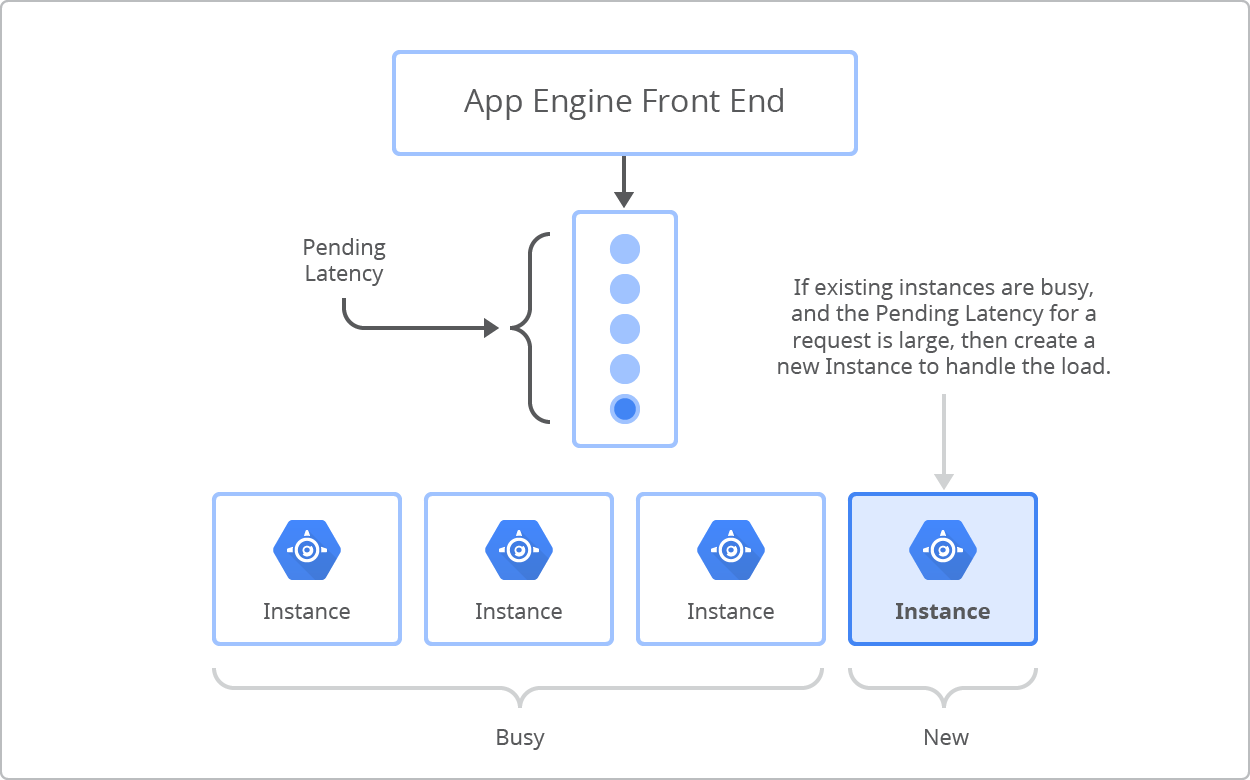 App Engine Front End
Pending
Latency
If existing instances are busy,
and the Pending Latency for a
request is large, then create a
new Instance to handle the load.
Instance
Instance
Instance
Instance
Busy
New